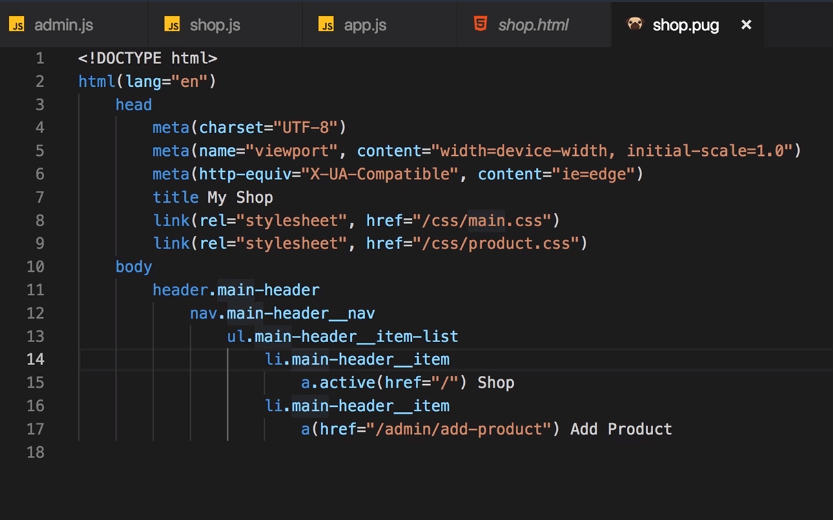 admin.js shop.js app.js shop.html shop.pug ×
1 <!DOCTYPE html>
2 html(lang="en")
3 head
4 meta(charset="UTF-8")
5 meta(name="viewport", content="width=device-width, initial-scale=1.0")
6 meta(http-equiv="X-UA-Compatible", content="ie=edge")
7 title My Shop
8 link(rel="stylesheet", href="/css/main.css")
9 link(rel="stylesheet", href="/css/product.css")
10 body
11 header.main-header
12 nav.main-header__nav
13 ul.main-header__item-list
14 li.main-header__item
15 a.active(href="/") Shop
16 li.main-header__item
17 a(href="/admin/add-product") Add Product
18